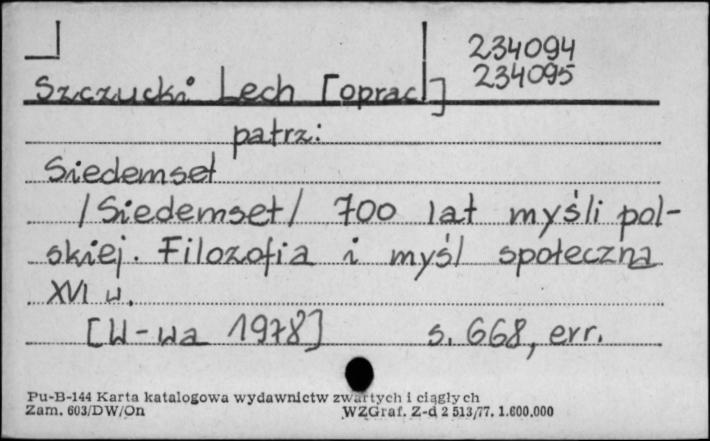 234094
234095
Szczucki Lech [oprac]
patrz:
Siedemset
/Siedemset/ 700 lat myśli pol-
skiej. Filozofia i myśl społeczna
XVI w.
[W-wa 1978] s. 668, err.
Pu-B-144 Karta katalogowa wydawnictw zwartych i ciągłych
Zam. 603/DW/On WZGraf. Z-d 2 513/77. 1.600.000